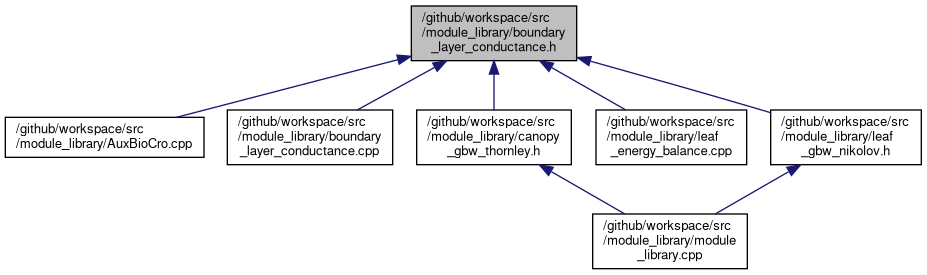 /github/workspace/src
/module_library/boundary
_layer_conductance.h
/github/workspace/src
/module_library/AuxBioCro.cpp
/github/workspace/src
/module_library/boundary
_layer_conductance.cpp
/github/workspace/src
/module_library/canopy
_gbw_thornley.h
/github/workspace/src
/module_library/leaf
_energy_balance.cpp
/github/workspace/src
/module_library/leaf
_gbw_nikolov.h
/github/workspace/src
/module_library/module
_library.cpp